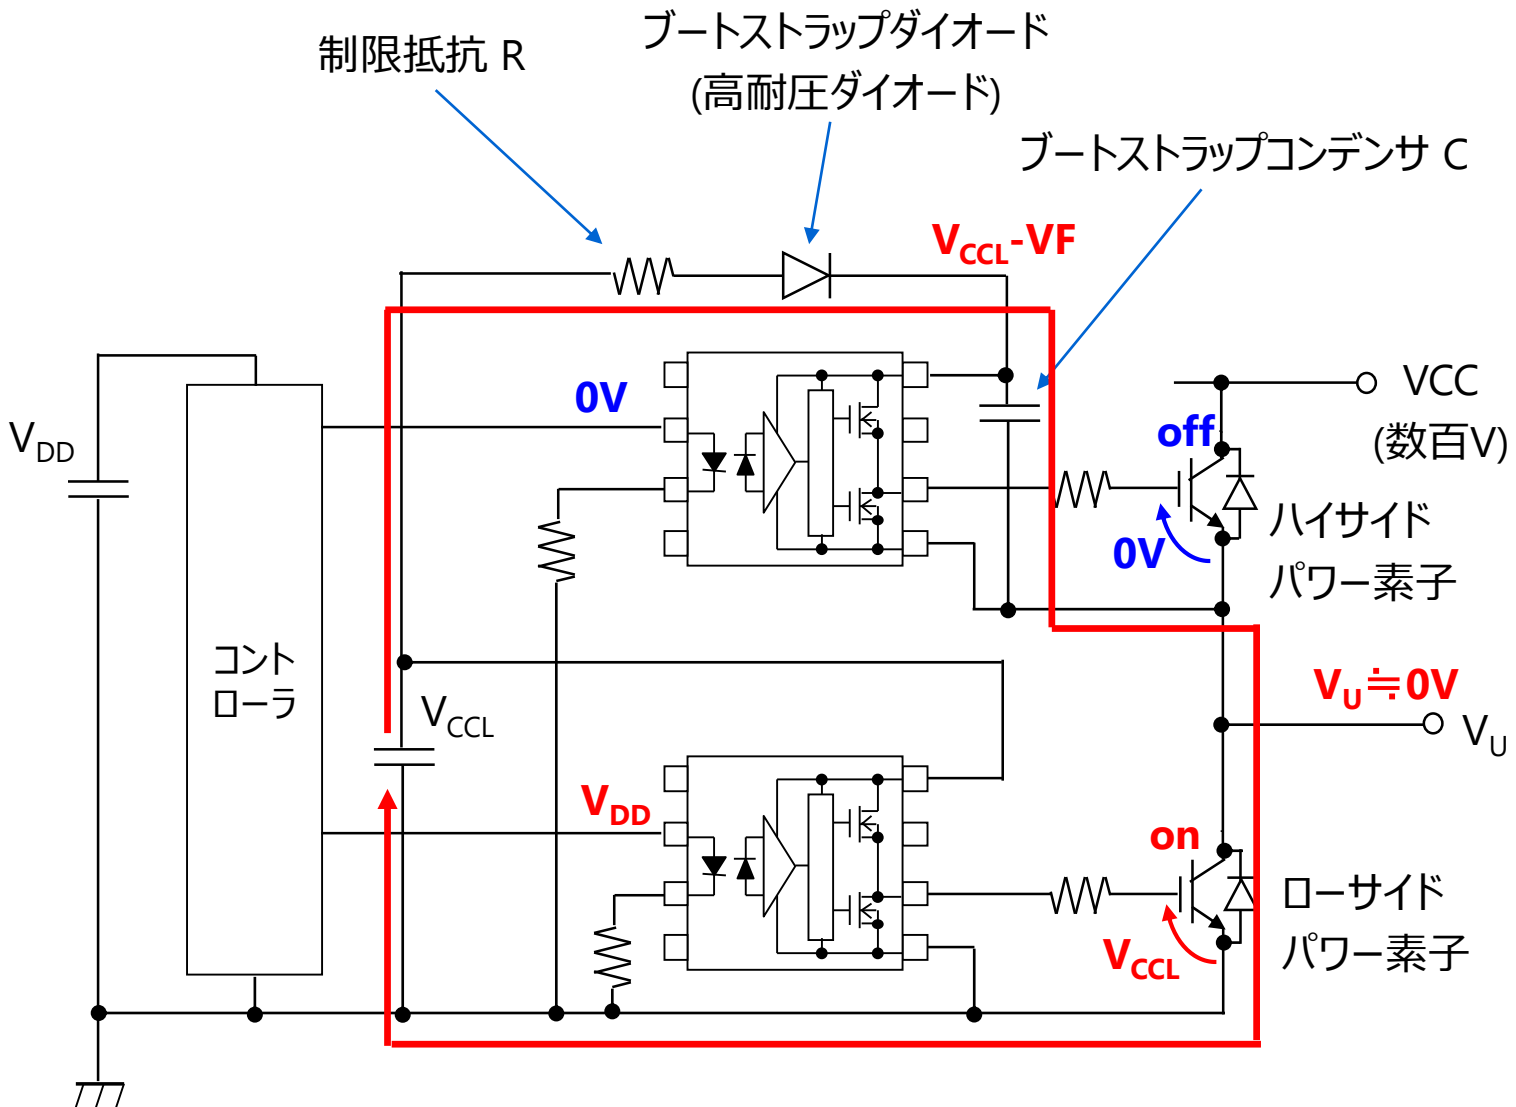 ブートストラップダイオード
(高耐圧ダイオード)
制限抵抗 R
ブートストラップコンデンサ C
VCCL-VF
0V
VCC
(数百V)
off
VDD
0V
ハイサイド
パワー素子
コント
ローラ
VCCL
VU≒0V
VU
VDD
on
ローサイド
パワー素子
VCCL